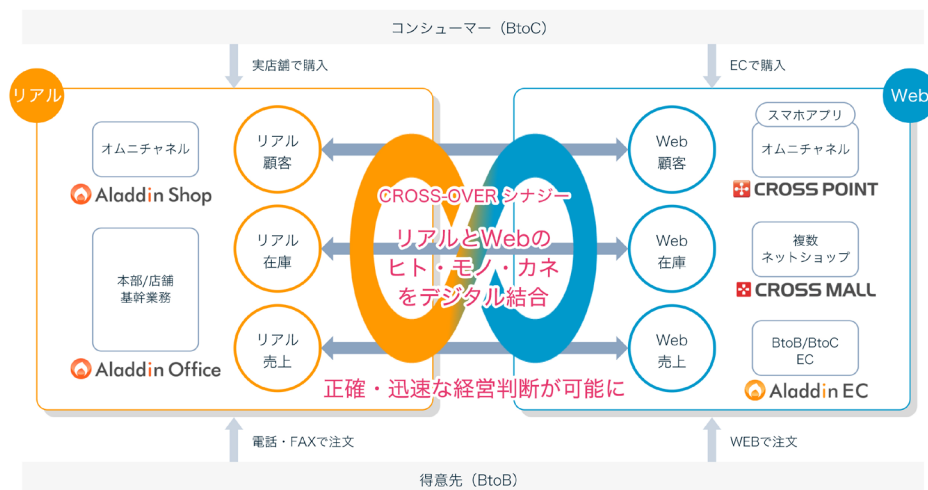 コンシューマー（BtoC）
実店舗で購入
ECで購入
リアル
Web
オムニチャネル
Aladdin Shop
リアル
顧客
Web
顧客
スマホアプリ
オムニチャネル
CROSS POINT
CROSS-OVER シナジー
リアルとWebの
ヒト・モノ・カネ
をデジタル結合
本部/店舗
基幹業務
Aladdin Office
リアル
在庫
Web
在庫
複数
ネットショップ
CROSS MALL
リアル
売上
Web
売上
BtoB/BtoC
EC
Aladdin EC
正確・迅速な経営判断が可能に
電話・FAXで注文
WEBで注文
得意先（BtoB）